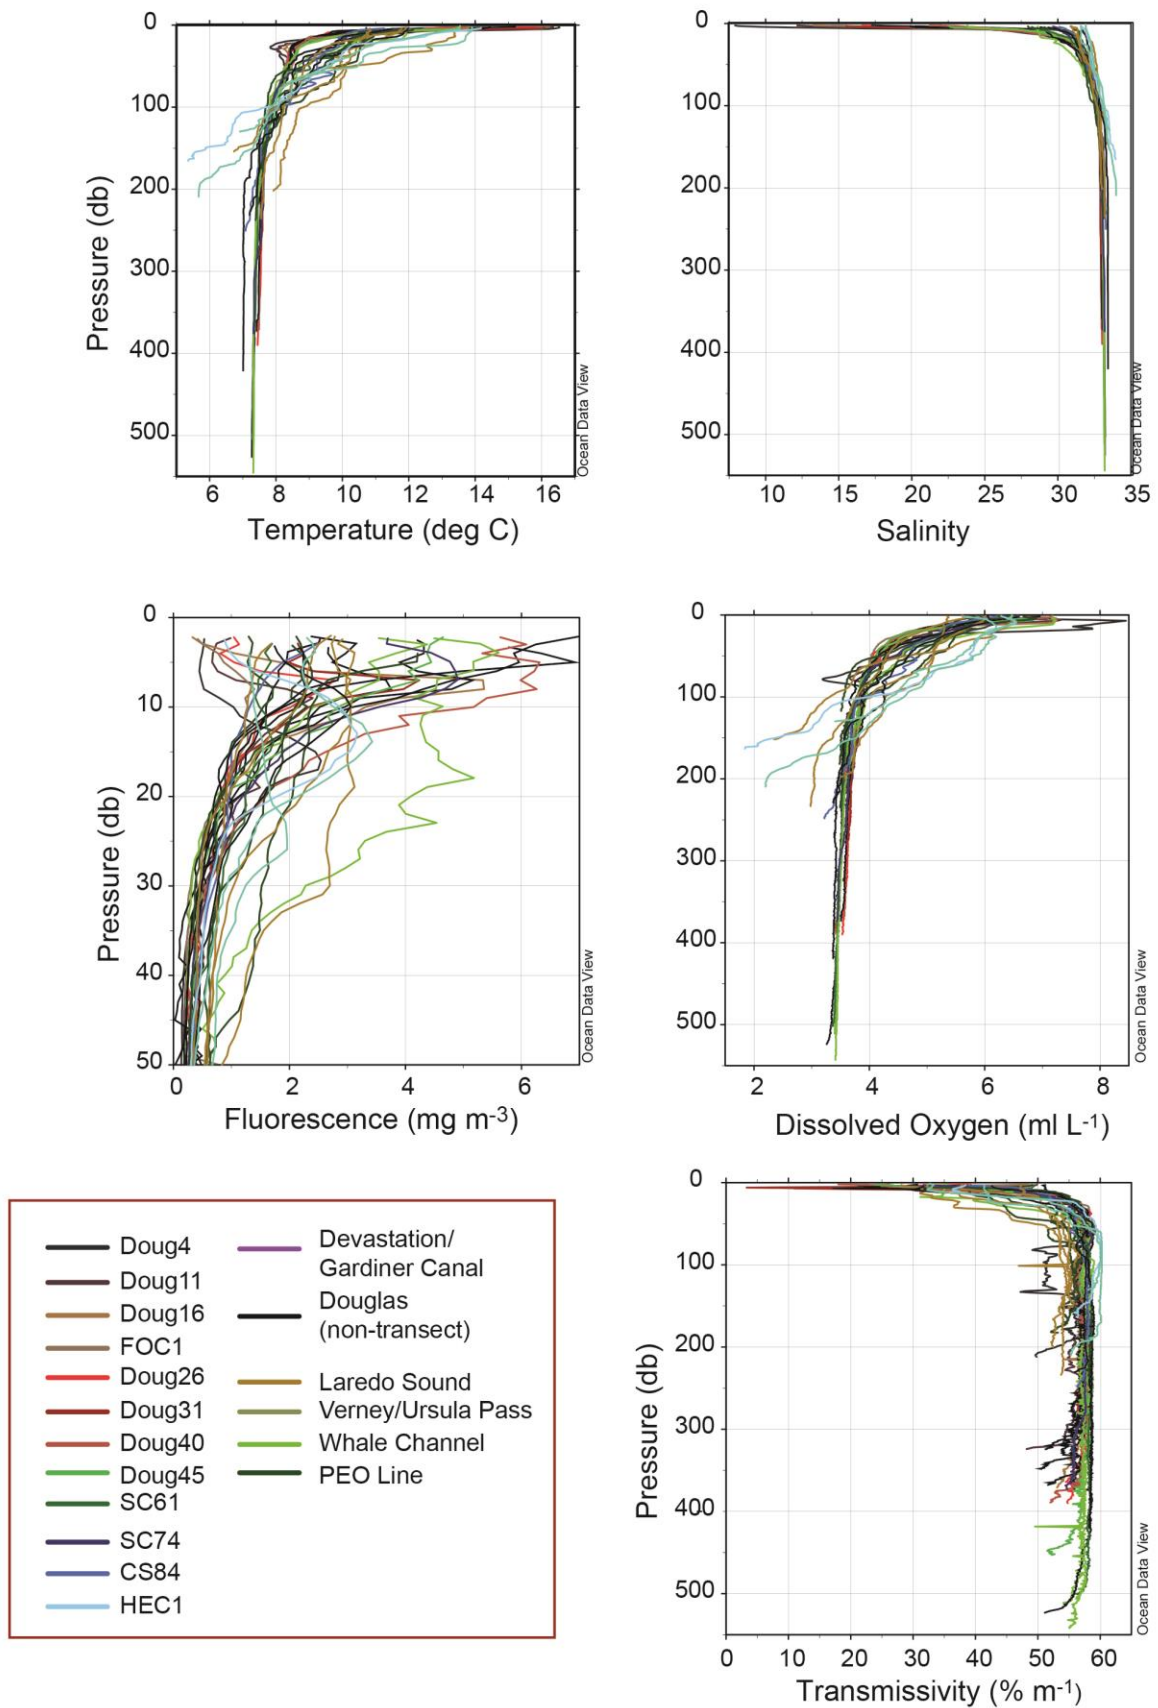 0
100
200
300
400
500
Pressure (db)
6 8 10 12 14 16
Temperature (deg C)
Ocean Data View
0
100
200
300
400
500
10 15 20 25 30 35
Salinity
Ocean Data View
0
10
20
30
40
50
Pressure (db)
0 2 4 6
Fluorescence (mg m-3)
Ocean Data View
0
100
200
300
400
500
2 4 6 8
Dissolved Oxygen (ml L-1)
Ocean Data View
Doug4
Doug11
Doug16
FOC1
Doug26
Doug31
Doug40
Doug45
SC61
SC74
CS84
HEC1
Devastation/
Gardiner Canal
Douglas
(non-transect)
Laredo Sound
Verney/Ursula Pass
Whale Channel
PEO Line
0
100
200
300
400
500
Pressure (db)
0 10 20 30 40 50 60
Transmissivity (% m-1)
Ocean Data View